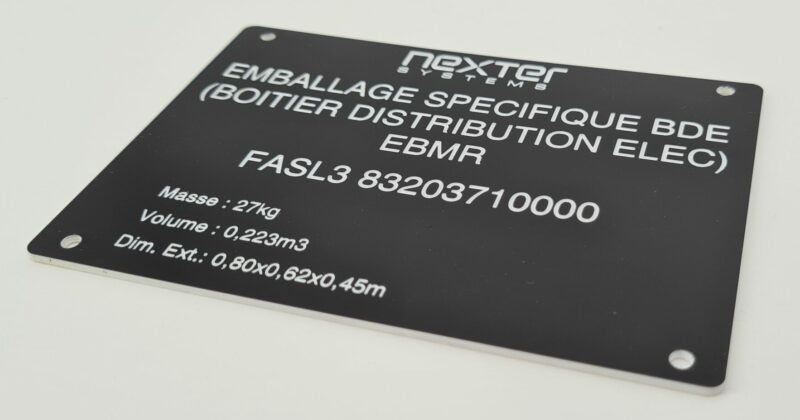 nexter
SYSTEMS
EMBALLAGE SPECIFIQUE BDE
(BOITIER DISTRIBUTION ELEC)
EBMR
FASL3 83203710000
Masse : 27kg
Volume : 0,223m3
Dim. Ext.: 0,80x0,62x0,45m